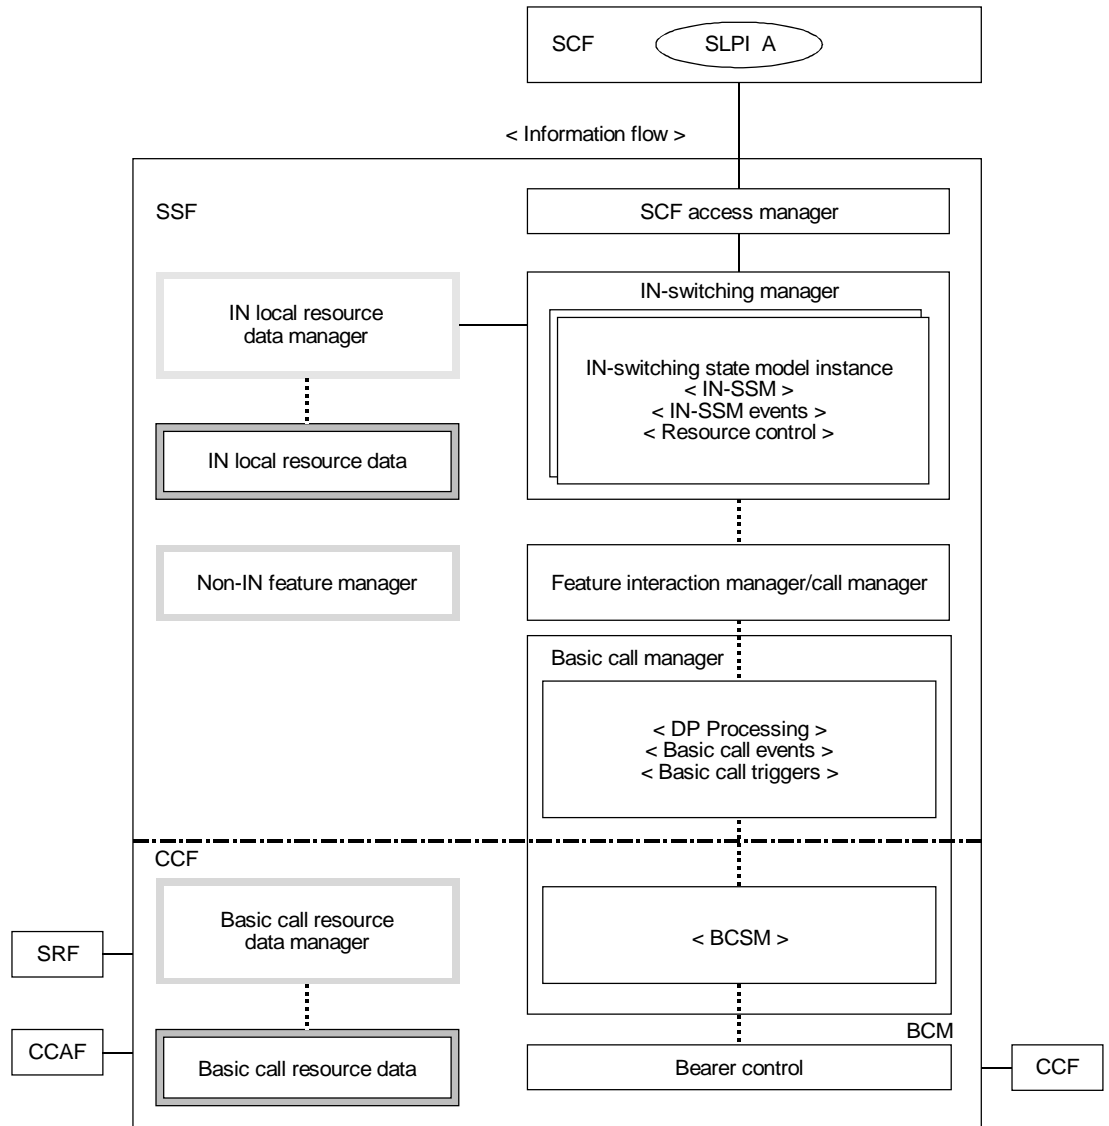 SCF
SLPI A
< Information flow >
SSF
SCF access manager
IN-switching manager
IN local resource
data manager
IN-switching state model instance
< IN-SSM >
< IN-SSM events >
< Resource control >
IN local resource data
Non-IN feature manager
Feature interaction manager/call manager
Basic call manager
< DP Processing >
< Basic call events >
< Basic call triggers >
CCF
Basic call resource
data manager
< BCSM >
SRF
BCM
CCAF
Basic call resource data
Bearer control
CCF